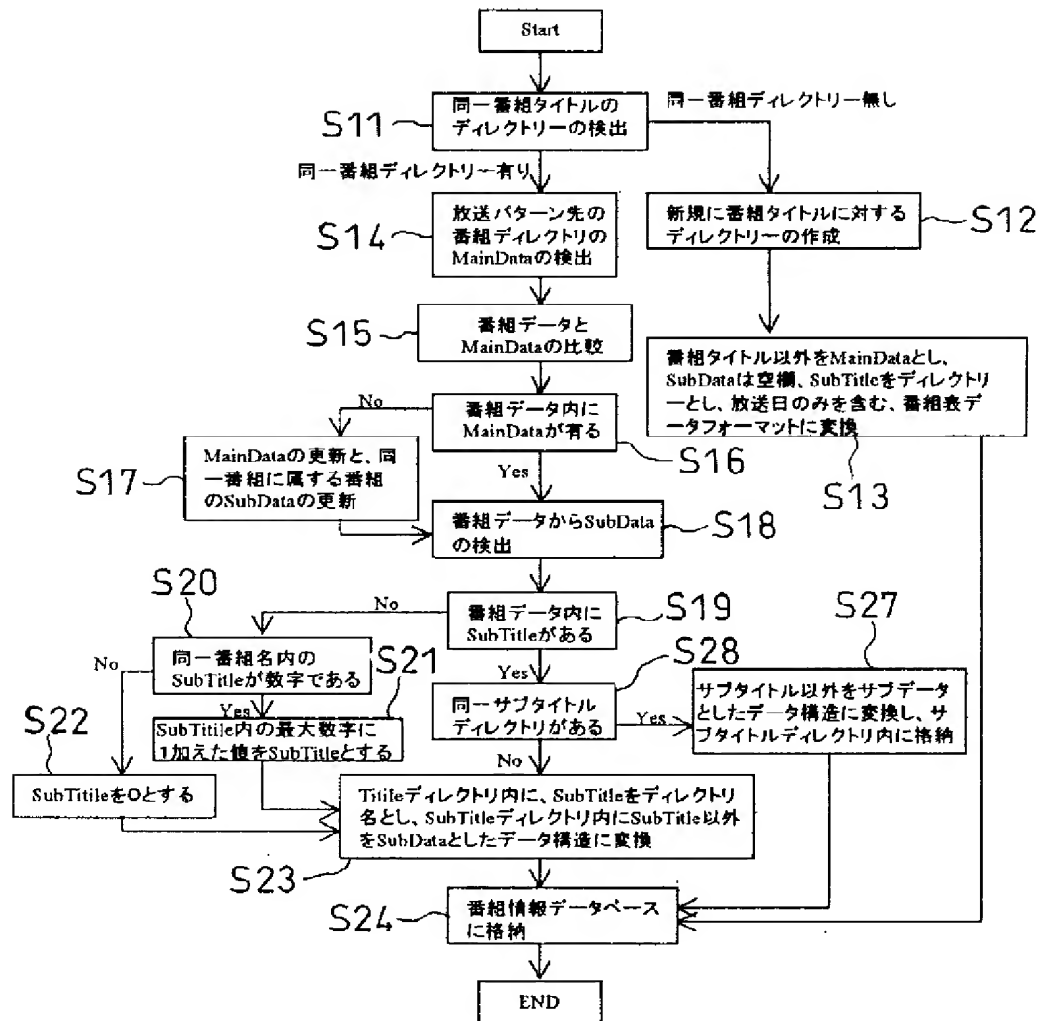 Start
S11
同一番組タイトルの
ディレクトリーの検出
同一番組ディレクトリー無し
同一番組ディレクトリー有り
S14
放送パターン先の
番組ディレクトリの
MainDataの検出
新規に番組タイトルに対する
ディレクトリーの作成
S12
S15
番組データと
MainDataの比較
番組タイトル以外をMainDataとし、
SubDataは空欄、SubTitleをディレクトリ
ーとし、放送日のみを含む、番組表デ
ータフォーマットに変換
S13
No
番組データ内に
MainDataが有る
S16
S17
MainDataの更新と、同
一番組に属する番組
のSubDataの更新
Yes
番組データからSubData
の検出
S18
S20
No
番組データ内に
SubTitleがある
S19
S27
No
同一番組名内の
SubTitleが数字である
S21
Yes
S28
同一サブタイトル
ディレクトリがある
Yes
サブタイトル以外をサブデータ
としたデータ構造に変換し、サ
ブタイトルディレクトリ内に格納
S22
Yes
SubTitile内の最大数字に
1加えた値をSubTitleとする
No
SubTitileを0とする
Titileディレクトリ内に、SubTitleをディレクトリ
名とし、SubTitleディレクトリ内にSubTitle以外
をSubDataとしたデータ構造に変換
S23
S24
番組情報データベース
に格納
END